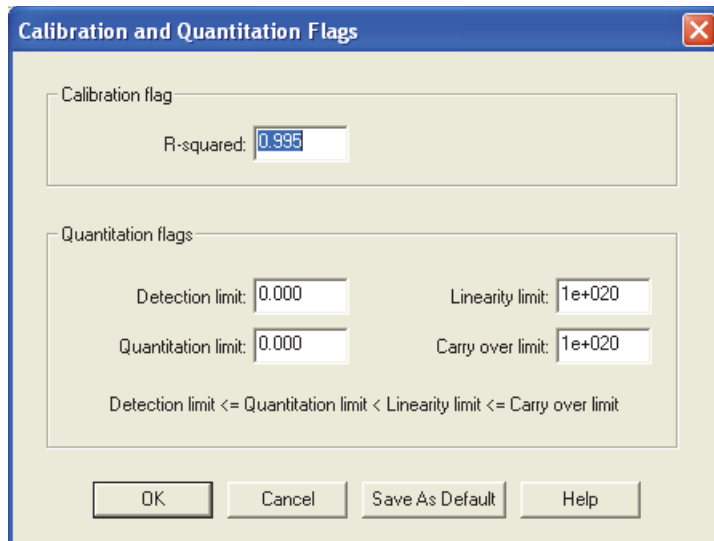 Calibration and Quantitation Flags
Calibration flag
R-squared: 0.995
Quantitation flags
Detection limit: 0.000 Linearity limit: 1e+020
Quantitation limit: 0.000 Carry over limit: 1e+020
Detection limit <= Quantitation limit < Linearity limit <= Carry over limit
OK Cancel Save As Default Help